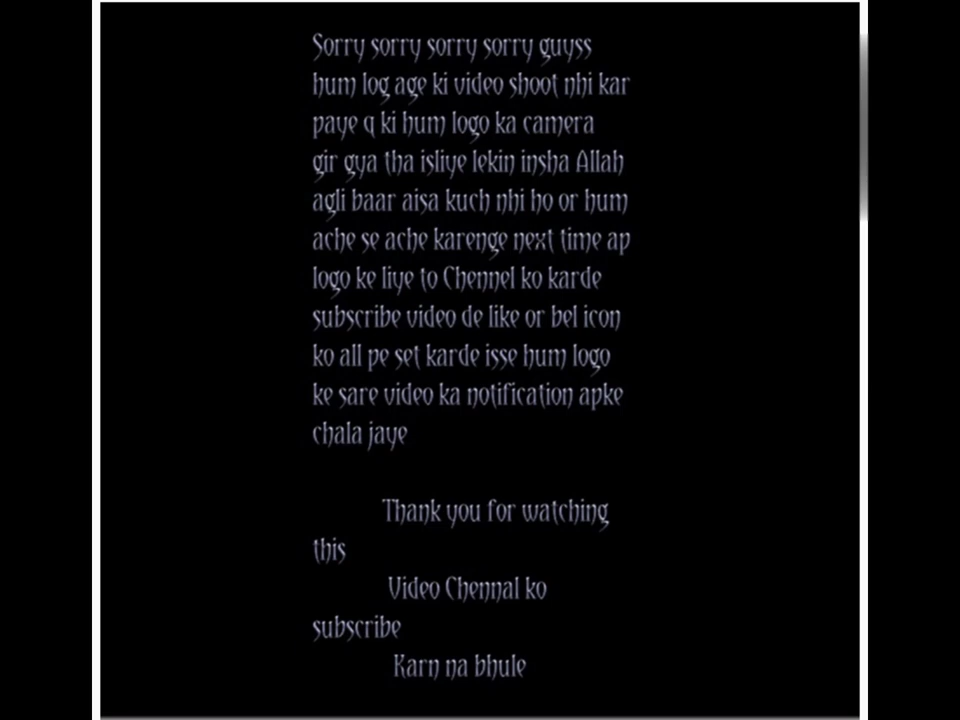 Sorry sorry sorry sorry guyss
hum log age ki video shoot nhi kar
paye q ki hum logo ka camera
gir gya tha isliye lekin insha Allah
agli baar aisa kuch nhi ho or hum
ache se ache karenge next time ap
logo ke liye to Chennel ko karde
subscribe video de like or bel icon
ko all pe set karde isse hum logo
ke sare video ka notification apke
chala jaye
Thank you for watching
this
Video Chennal ko
subscribe
Karn na bhule